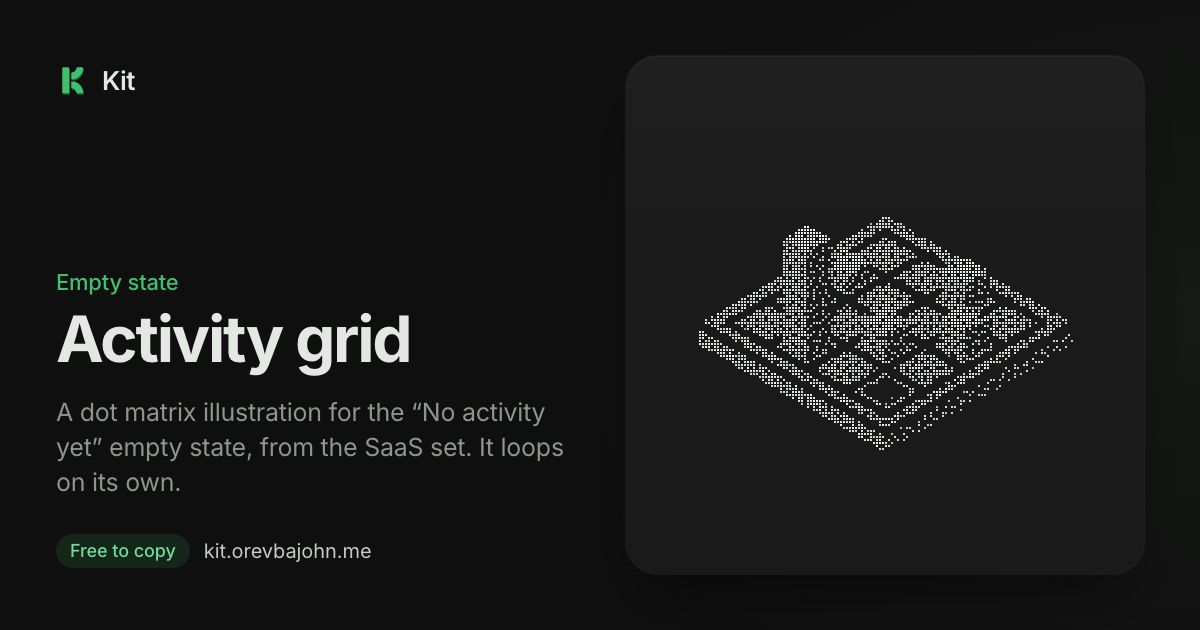 Kit
Empty state
Activity grid
A dot matrix illustration for the “No activity
yet” empty state, from the SaaS set. It loops
on its own.
Free to copy
kit.orevbajohn.me